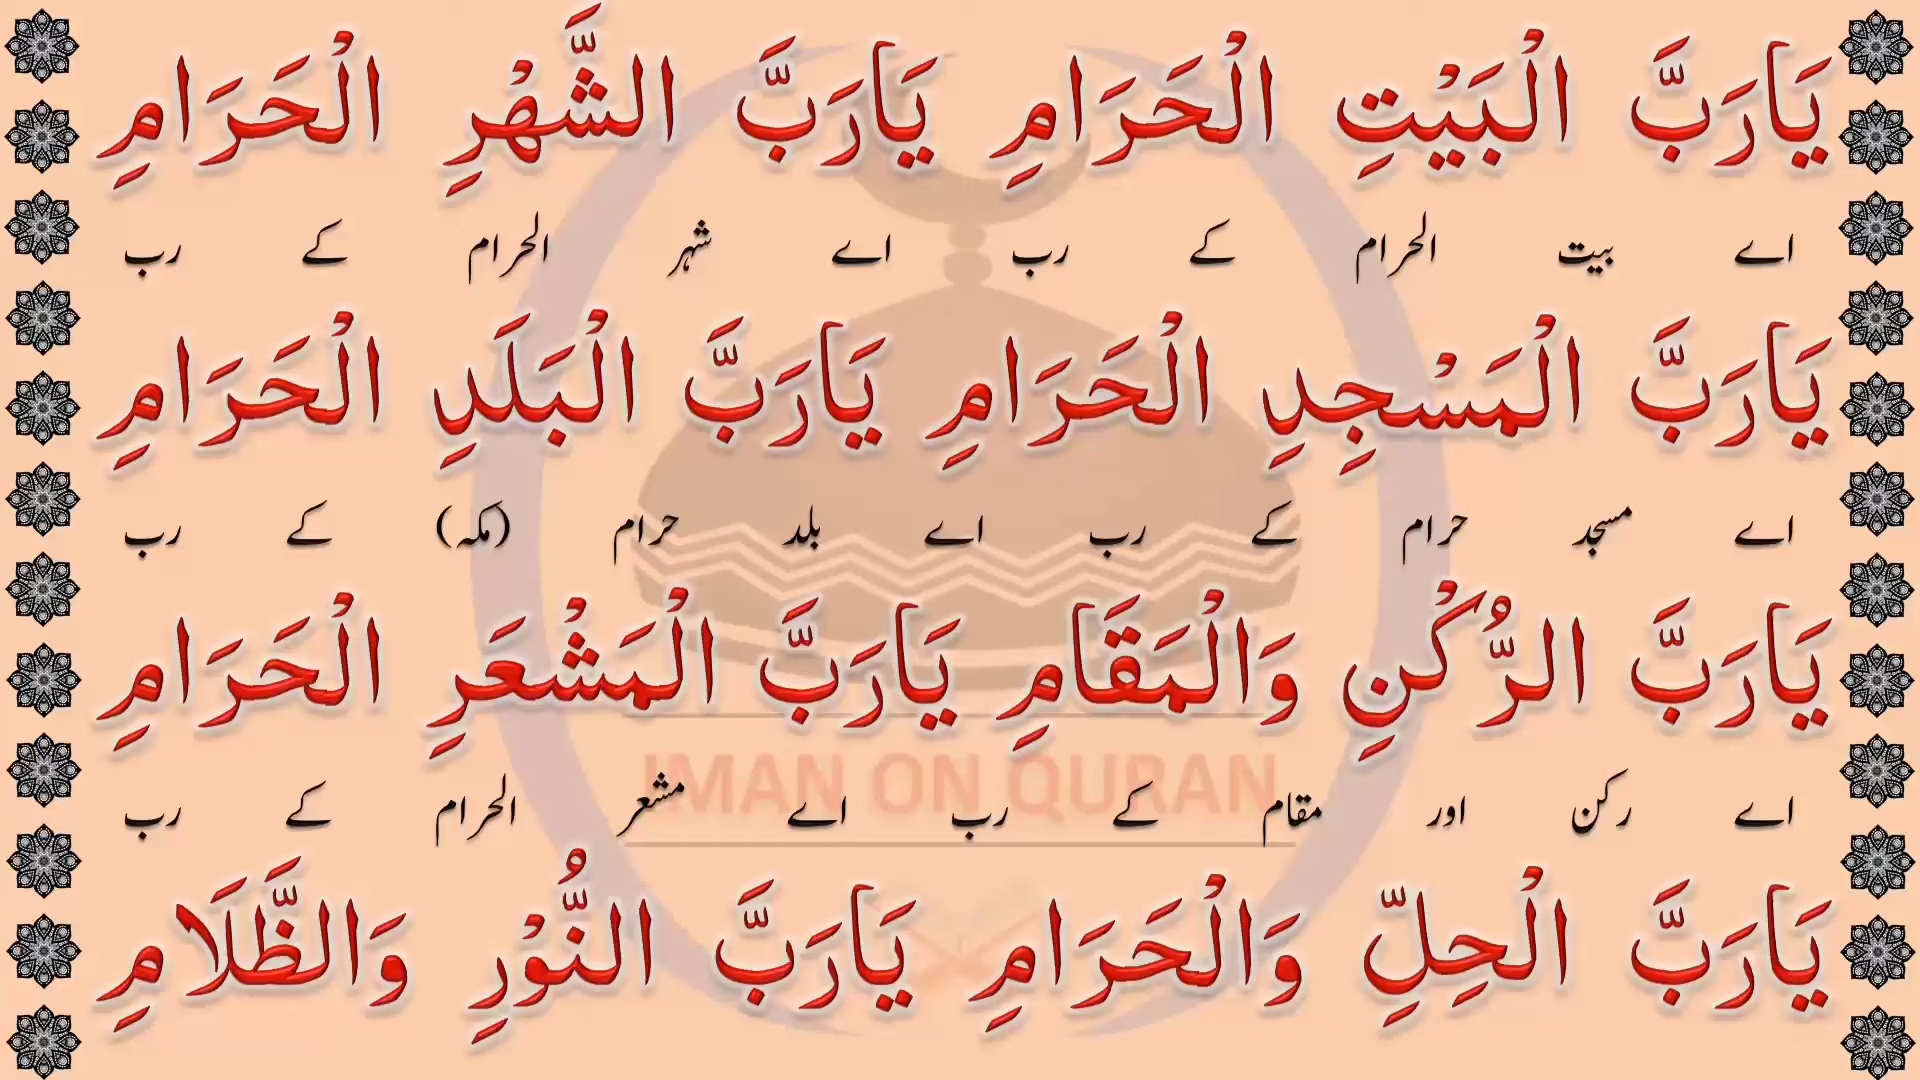 يَارَبَّ الْبَيْتِ الْحَرَامِ يَارَبَّ الشَّهْرِ الْحَرَامِ
اے بیت الحرام کے رب اے شہر الحرام کے رب
يَارَبَّ الْمَسْجِدِ الْحَرَامِ يَارَبَّ الْبَلَدِ الْحَرَامِ
اے مسجد حرام کے رب اے بلد حرام (مکہ) کے رب
يَارَبَّ الرُّكْنِ وَالْمَقَامِ يَارَبَّ الْمَشْعَرِ الْحَرَامِ
IMAN ON QURAN
اے رکن اور مقام کے رب اے مشعر الحرام کے رب
يَارَبَّ الْحِلِّ وَالْحَرَامِ يَارَبَّ النُّوْرِ وَالظَّلَامِ